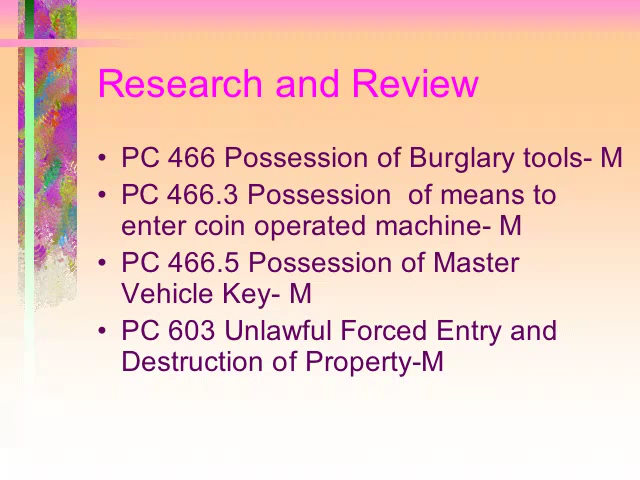 Research and Review
• PC 466 Possession of Burglary tools- M
• PC 466.3 Possession  of means to
enter coin operated machine- M
• PC 466.5 Possession of Master
Vehicle Key- M
• PC 603 Unlawful Forced Entry and
Destruction of Property-M